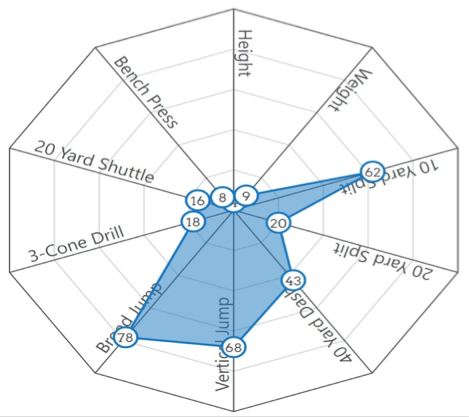 Height
Weight
10 Yard Split
20 Yard Split
40 Yard Dash
Vertical Jump
Broad Jump
3-Cone Drill
20 Yard Shuttle
Bench Press
9
62
20
43
68
78
18
16
8